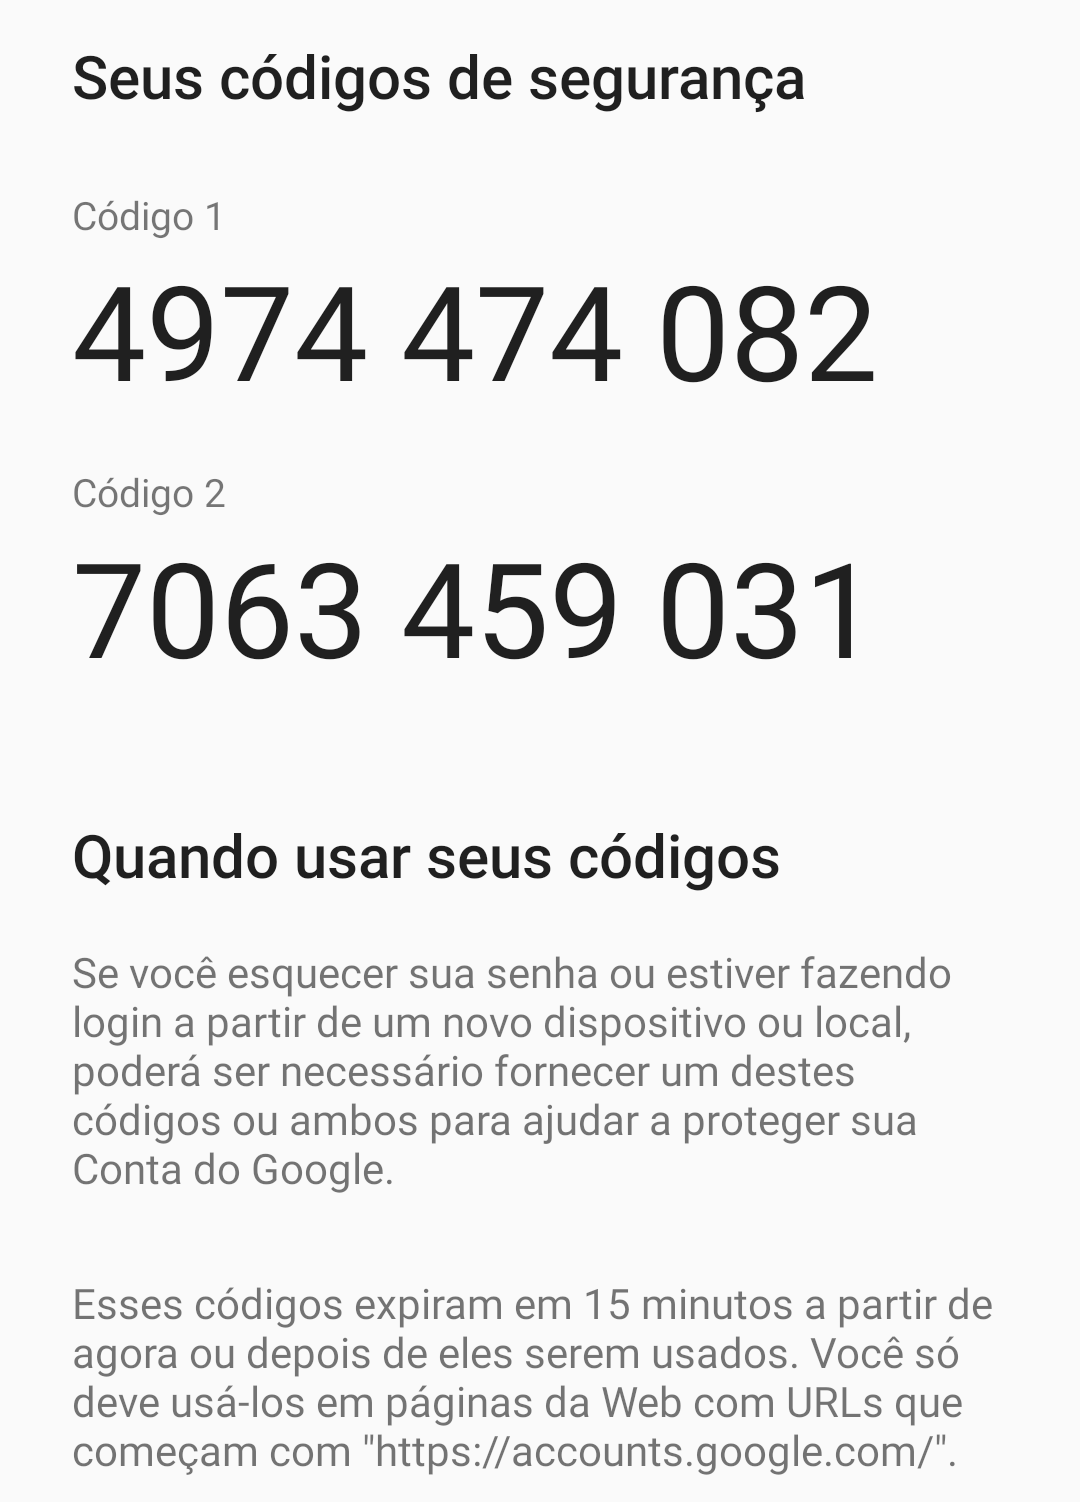 Seus códigos de segurança
Código 1
4974 474 082
Código 2
7063 459 031
Quando usar seus códigos
Se você esquecer sua senha ou estiver fazendo
login a partir de um novo dispositivo ou local,
poderá ser necessário fornecer um destes
códigos ou ambos para ajudar a proteger sua
Conta do Google.
Esses códigos expiram em 15 minutos a partir de
agora ou depois de eles serem usados. Você só
deve usá-los em páginas da Web com URLs que
começam com "https://accounts.google.com/".